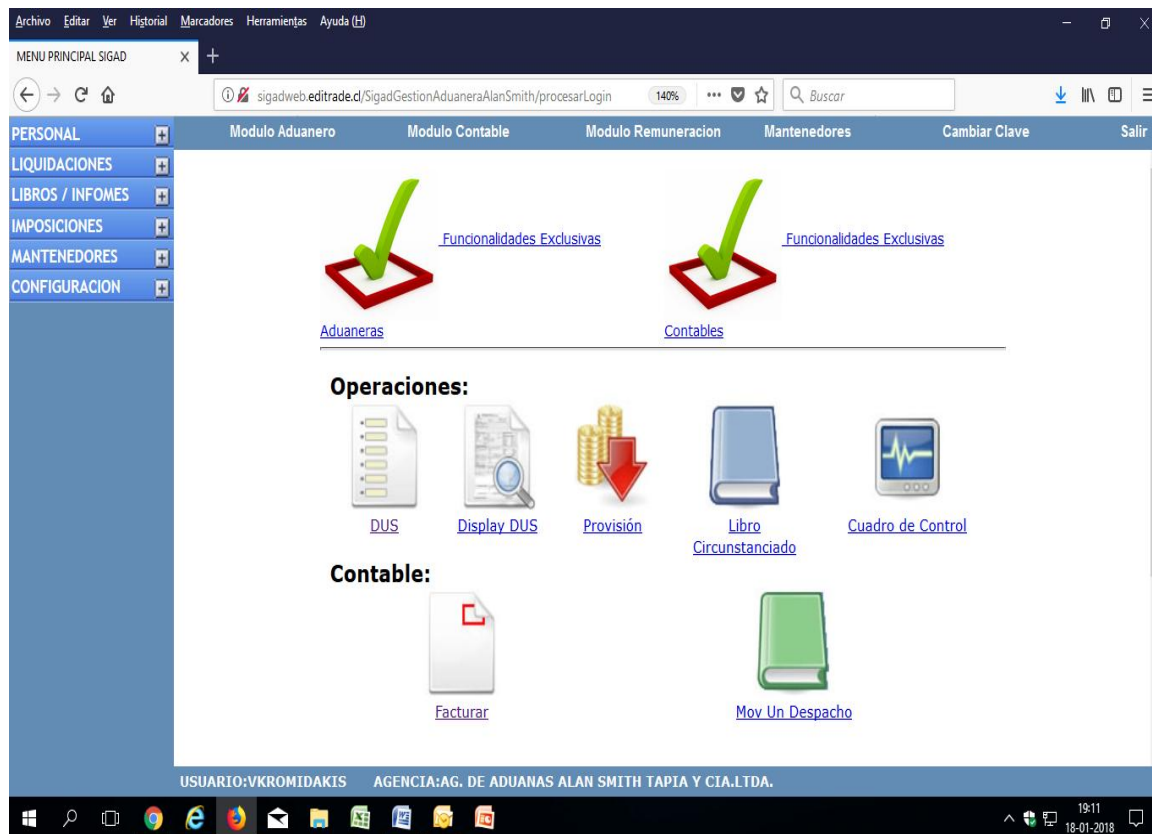 Archivo Editar Ver Historial Marcadores Herramientas Ayuda (H)
MENU PRINCIPAL SIGAD
sigadweb.editrade.cl/SigadGestionAduaneraAlanSmith/procesarLogin 140% Buscar
Modulo Aduanero Modulo Contable Modulo Remuneracion Mantenedores Cambiar Clave Salir
PERSONAL
LIQUIDACIONES
LIBROS / INFOMES
IMPOSICIONES
MANTENEDORES
CONFIGURACION
Funcionalidades Exclusivas
Aduaneras
Funcionalidades Exclusivas
Contables
Operaciones:
DUS
Display DUS
Provisión
Libro
Circunstanciado
Cuadro de Control
Contable:
Facturar
Mov Un Despacho
USUARIO:VKROMIDAKIS AGENCIA:AG. DE ADUANAS ALAN SMITH TAPIA Y CIA.LTDA.
19:11
18-01-2018